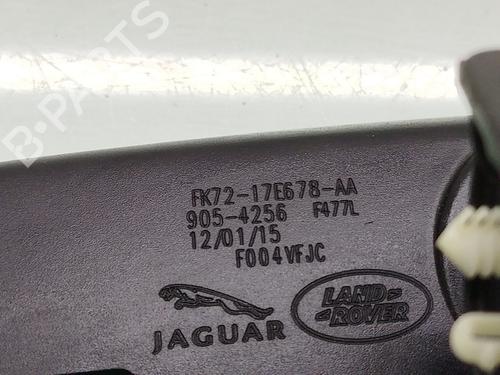 B-PARTS
FK72-17E678-AA
905-4256 F477L
12/01/15
F004VFJC
JAGUAR
LAND
ROVER